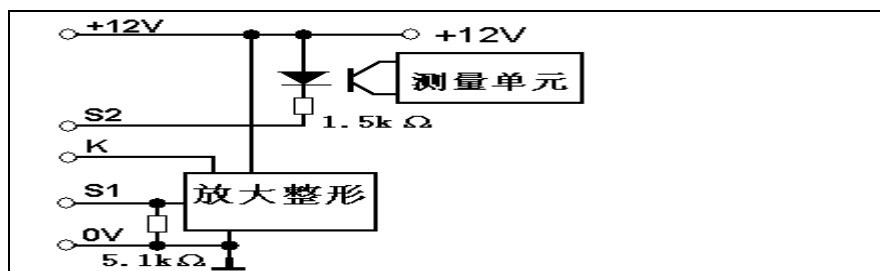 +12V
+12V
测量单元
S2
1.5kΩ
K
S1
放大整形
0V
5.1kΩ